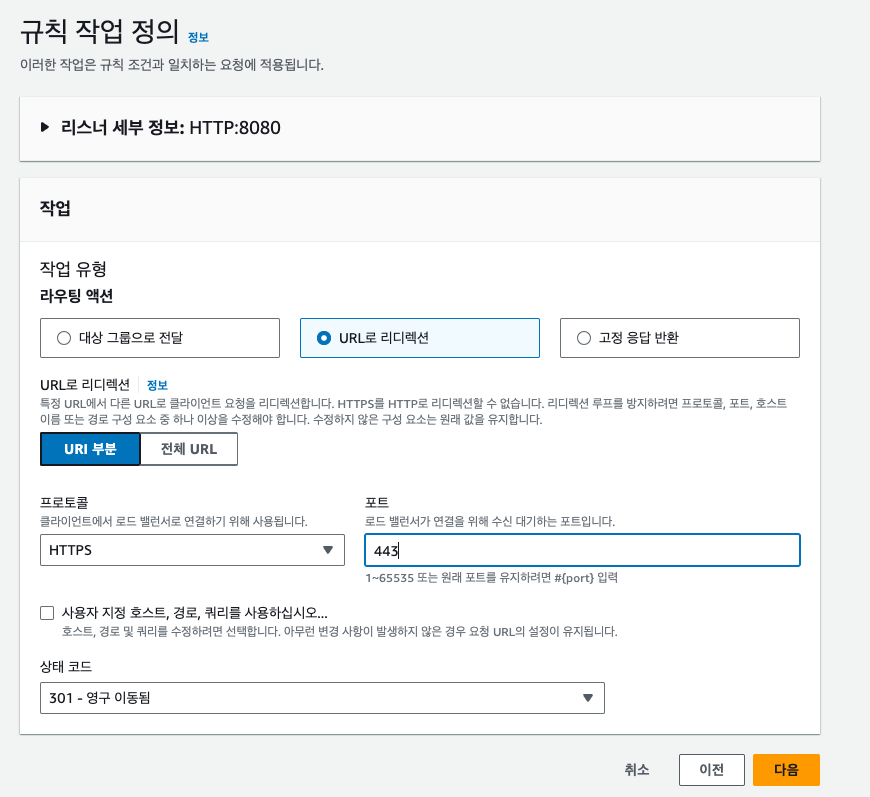 규칙 작업 정의 정보
이러한 작업은 규칙 조건과 일치하는 요청에 적용됩니다.
리스너 세부 정보: HTTP:8080
작업
작업 유형
라우팅 액션
대상 그룹으로 전달
URL로 리디렉션
고정 응답 반환
URL로 리디렉션 정보
특정 URL에서 다른 URL로 클라이언트 요청을 리디렉션합니다. HTTPS를 HTTP로 리디렉션할 수 없습니다. 리디렉션 루프를 방지하려면 프로토콜, 포트, 호스트
이름 또는 경로 구성 요소 중 하나 이상을 수정해야 합니다. 수정하지 않은 구성 요소는 원래 값을 유지합니다.
URI 부분
전체 URL
프로토콜
클라이언트에서 로드 밸런서로 연결하기 위해 사용됩니다.
HTTPS
포트
로드 밸런서가 연결을 위해 수신 대기하는 포트입니다.
443
1~65535 또는 원래 포트를 유지하려면 #{port} 입력
사용자 지정 호스트, 경로, 쿼리를 사용하십시오...
호스트, 경로 및 쿼리를 수정하려면 선택합니다. 아무런 변경 사항이 발생하지 않은 경우 요청 URL의 설정이 유지됩니다.
상태 코드
301 - 영구 이동됨
취소
이전
다음